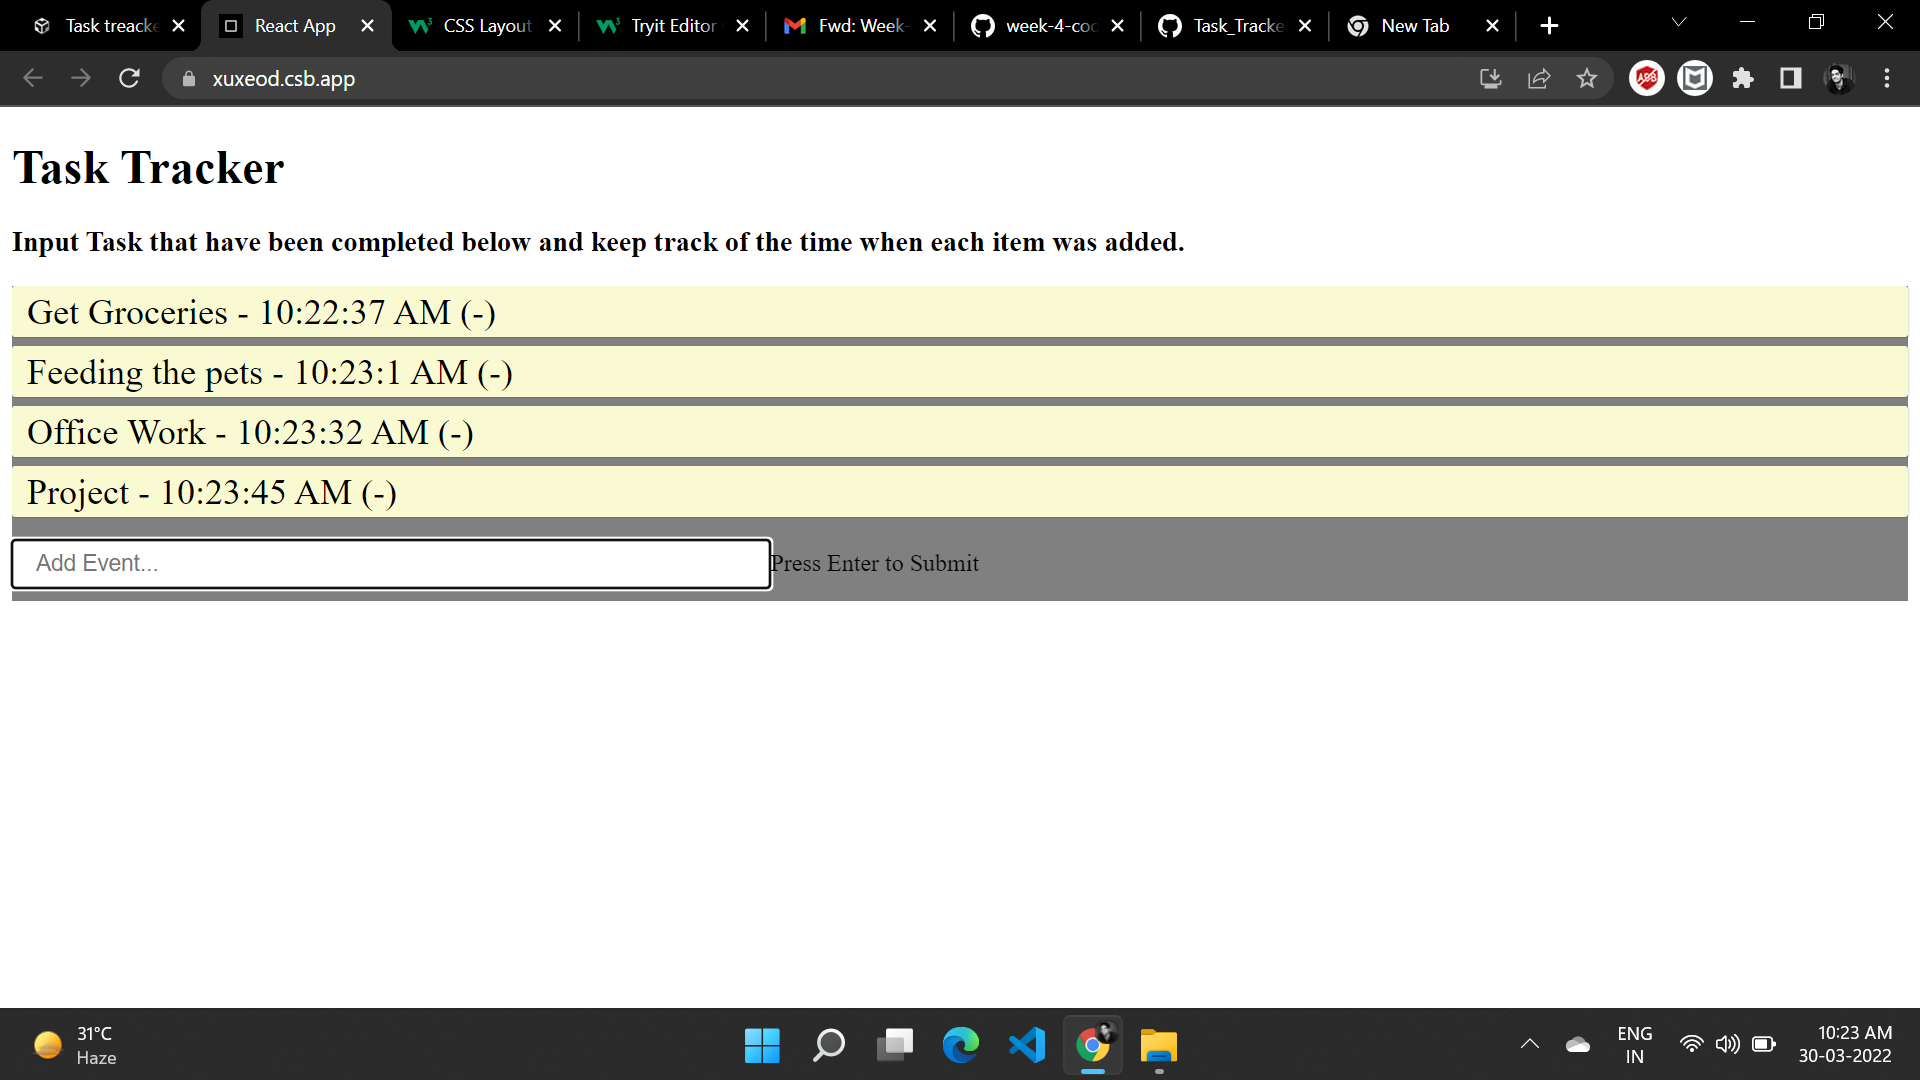 Task treacke
React App
CSS Layout
Tryit Editor
Fwd: Week-
week-4-cod
Task_Tracke
New Tab
xuxeod.csb.app
ABP
Task Tracker
Input Task that have been completed below and keep track of the time when each item was added.
Get Groceries - 10:22:37 AM (-)
Feeding the pets - 10:23:1 AM (-)
Office Work - 10:23:32 AM (-)
Project - 10:23:45 AM (-)
Add Event... Press Enter to Submit
31°C
Haze
ENG
IN
10:23 AM
30-03-2022